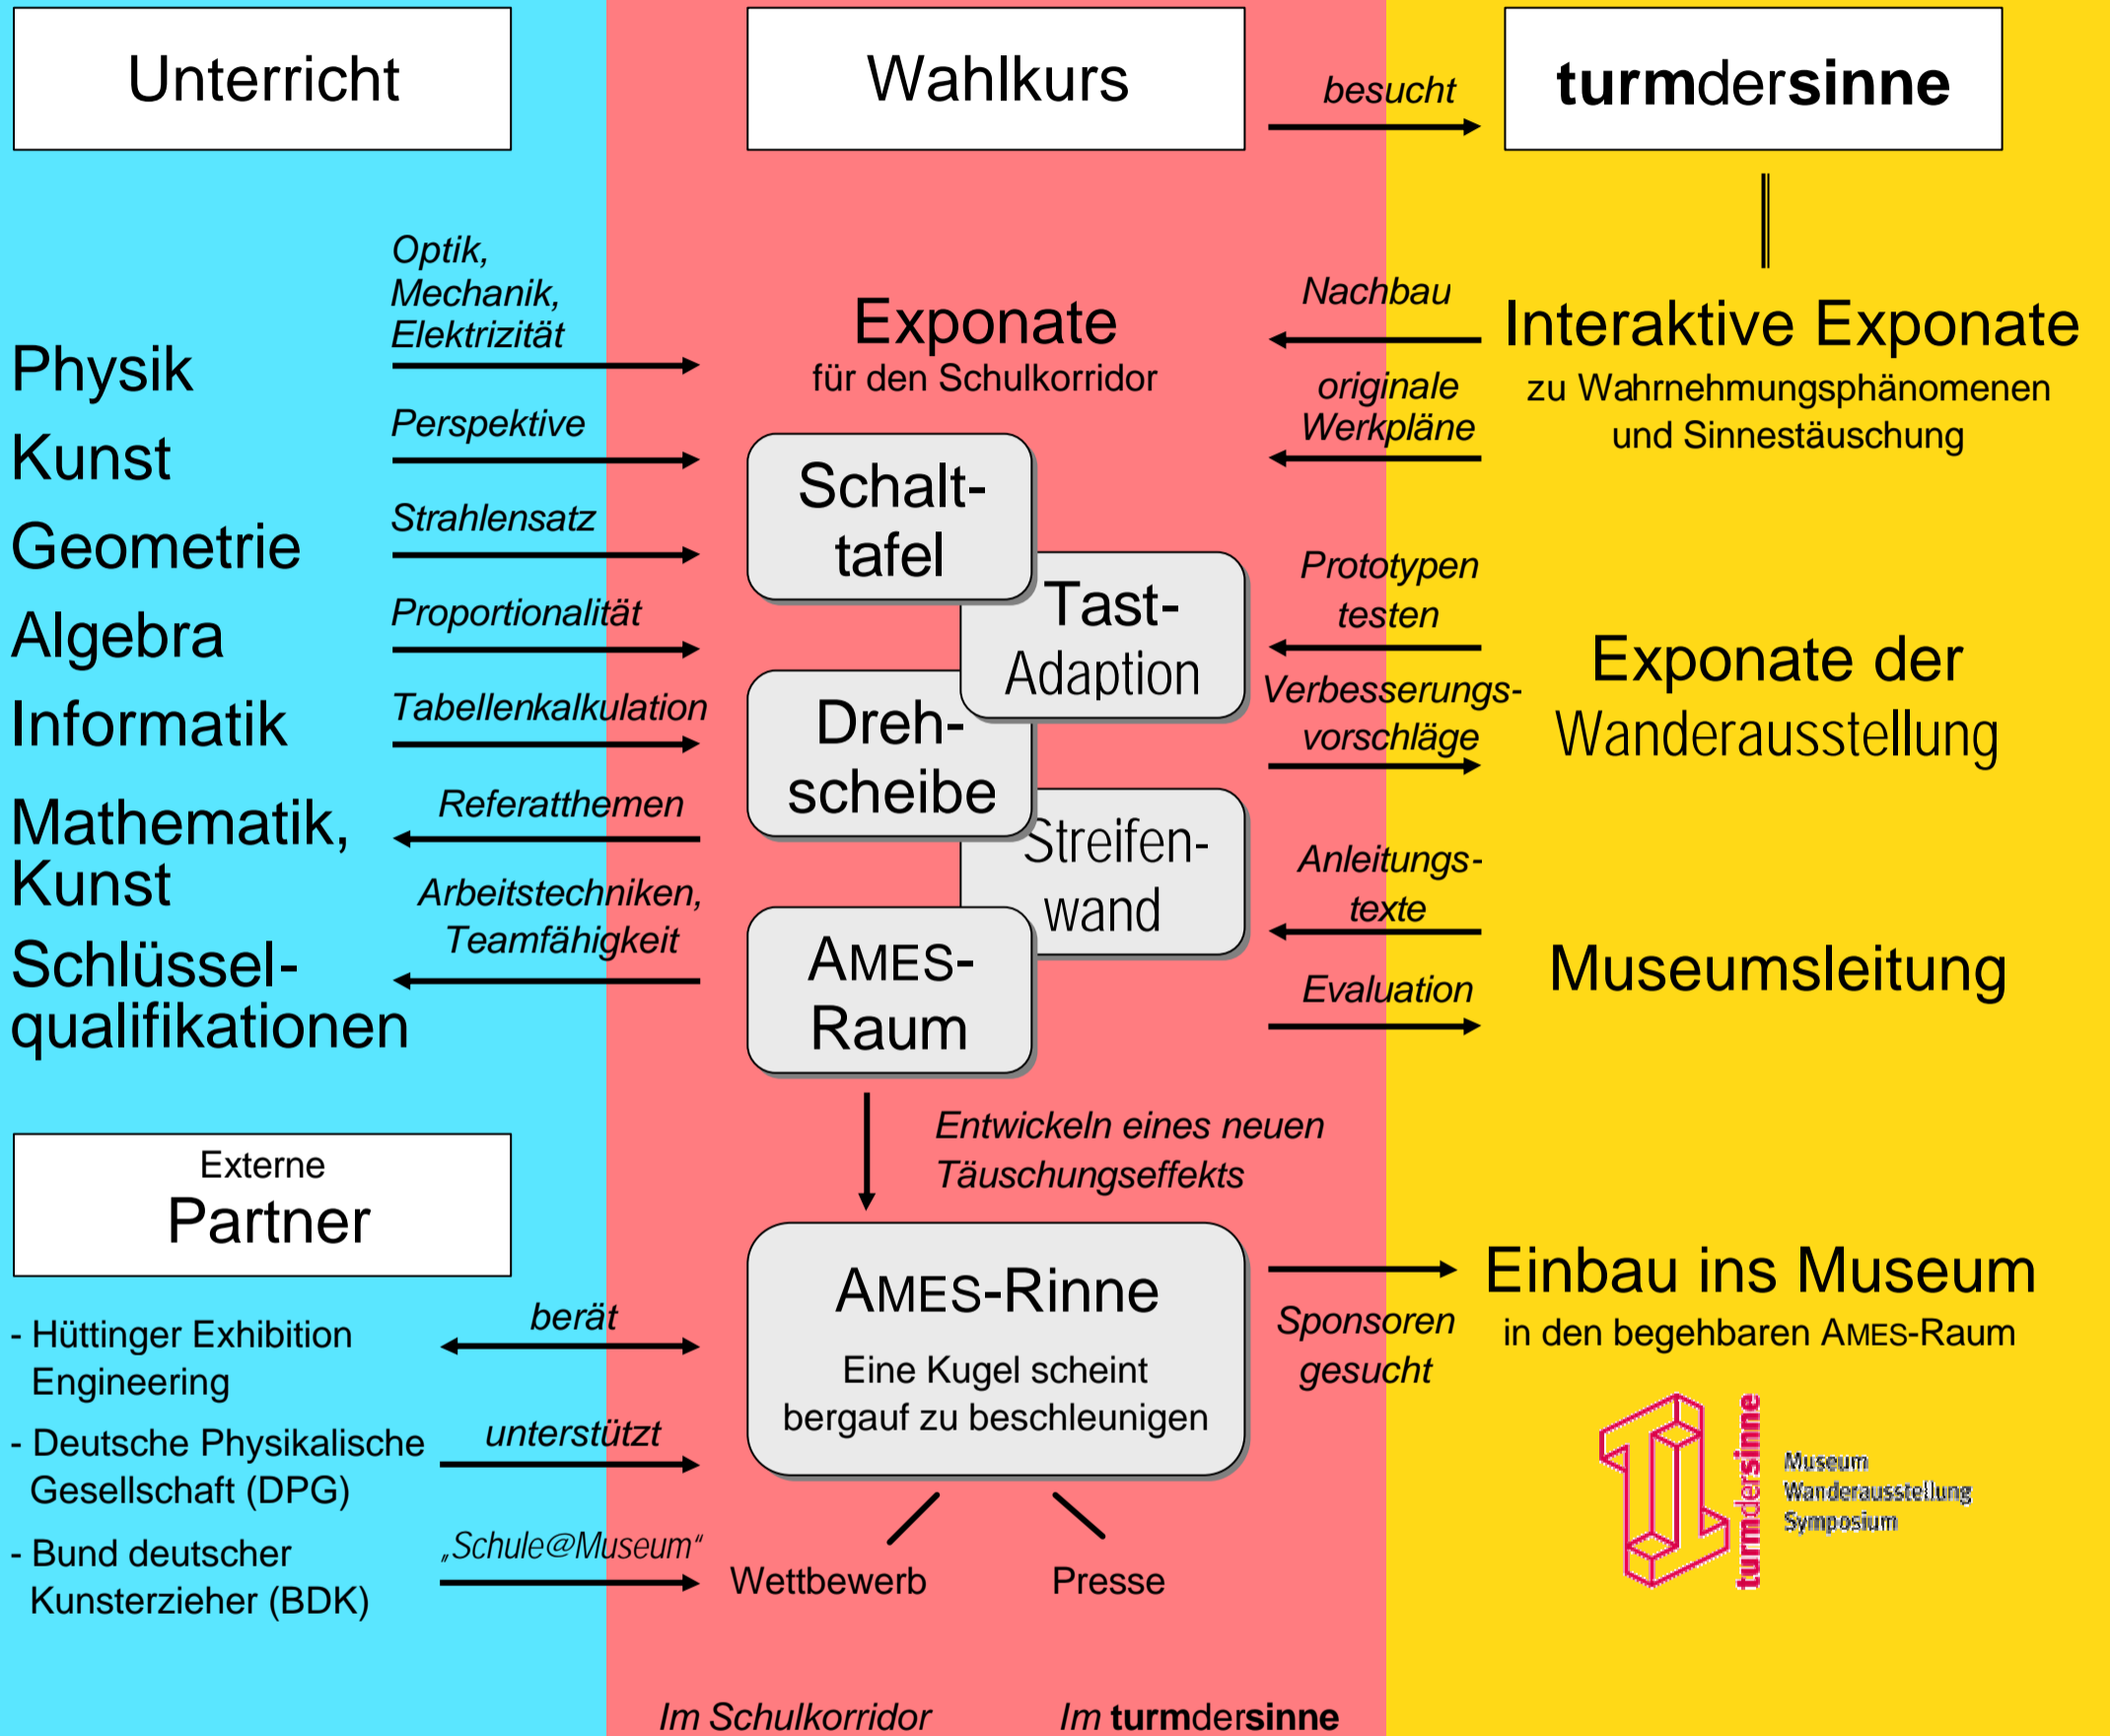 Unterricht
Optik,
Mechanik,
Elektrizität
Physik
Perspektive
Kunst
Strahlensatz
Geometrie
Proportionalität
Algebra
Tabellenkalkulation
Informatik
Referatthemen
Mathematik,
Kunst
Arbeitstechniken,
Teamfähigkeit
Schlüssel-
qualifikationen
Externe
Partner
berät
- Hüttinger Exhibition
Engineering
unterstützt
- Deutsche Physikalische
Gesellschaft (DPG)
„Schule@Museum“
- Bund deutscher
Kunsterzieher (BDK)
Wahlkurs
Exponate
für den Schulkorridor
Schalt-
tafel
Tast-
Adaption
Dreh-
scheibe
Streifen-
wand
AMES-
Raum
Entwickeln eines neuen
Täuschungseffekts
AMES-Rinne
Eine Kugel scheint
bergauf zu beschleunigen
Wettbewerb
Presse
Im Schulkorridor
Im turmdersinne
besucht
turmdersinne
Nachbau
originale
Werkpläne
Interaktive Exponate
zu Wahrnehmungsphänomenen
und Sinnestäuschung
Prototypen
testen
Verbesserungs-
vorschläge
Exponate der
Wanderausstellung
Anleitungs-
texte
Evaluation
Museumsleitung
Sponsoren
gesucht
Einbau ins Museum
in den begehbaren AMES-Raum
turmdersinne
Museum
Wanderausstellung
Symposium